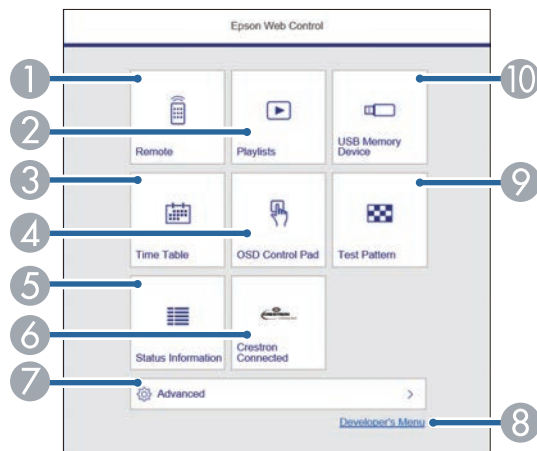 Epson Web Control
1
Remote
2
Playlists
10
USB Memory
Device
3
Time Table
4
OSD Control Pad
9
Test Pattern
5
Status Information
6
CRESTRON
Crestron
Connected
7
Advanced
8
Developer's Menu